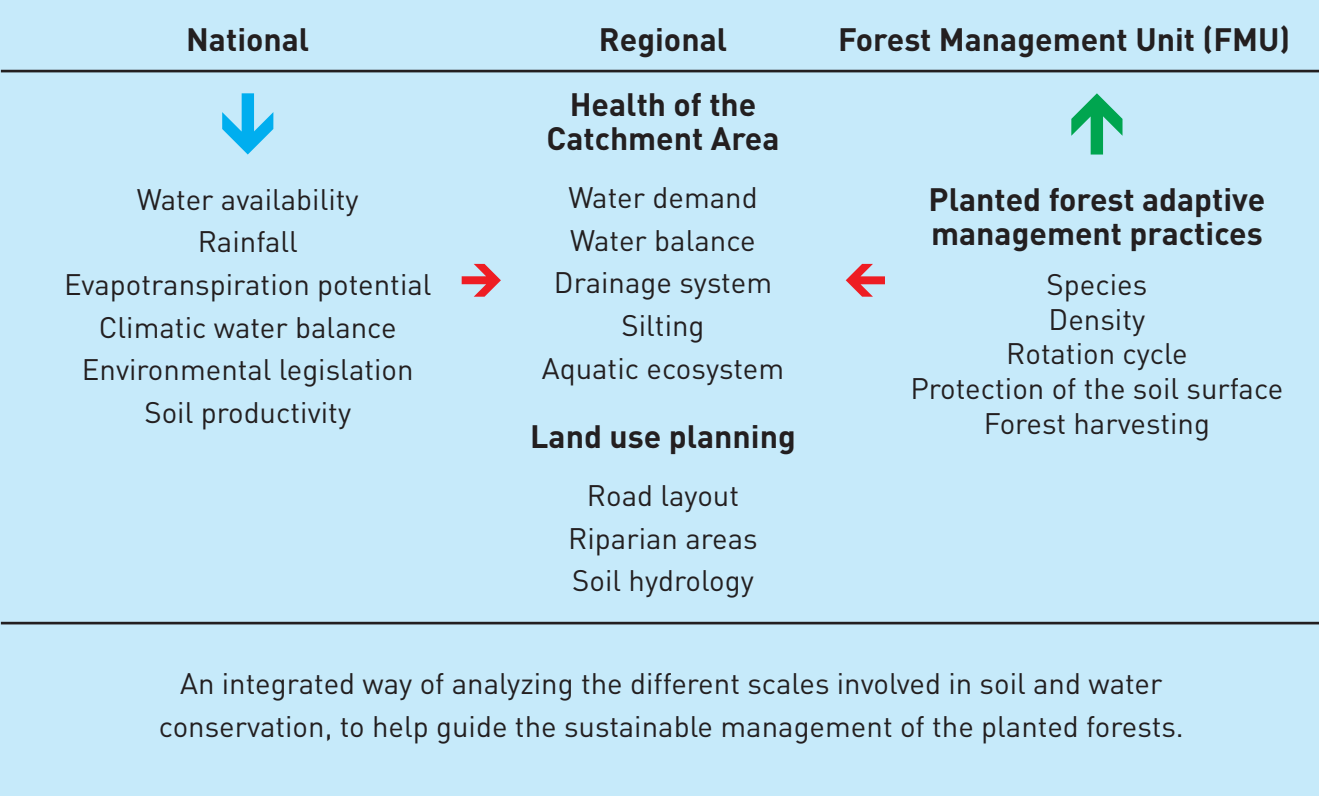 National
Regional
Forest Management Unit (FMU)
Water availability
Rainfall
Evapotranspiration potential
Climatic water balance
Environmental legislation
Soil productivity
Health of the
Catchment Area
Water demand
Water balance
Drainage system
Silting
Aquatic ecosystem
Land use planning
Road layout
Riparian areas
Soil hydrology
Planted forest adaptive
management practices
Species
Density
Rotation cycle
Protection of the soil surface
Forest harvesting
An integrated way of analyzing the different scales involved in soil and water
conservation, to help guide the sustainable management of the planted forests.